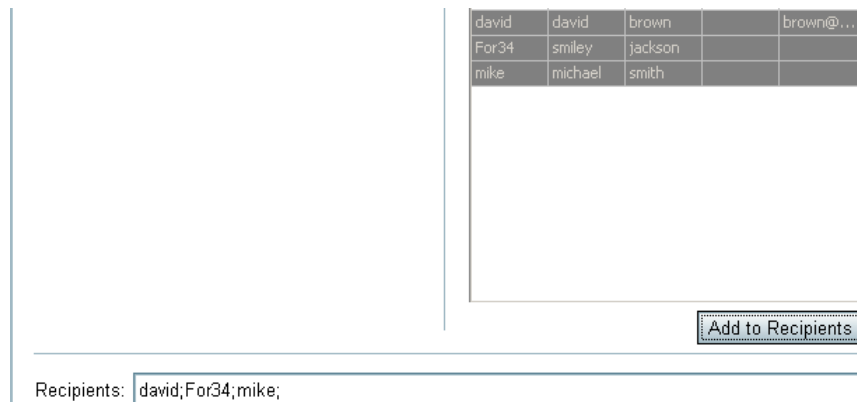 david david brown brown@...
For34 smiley jackson
mike michael smith
Add to Recipients
Recipients: david;For34;mike;